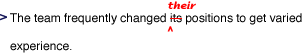 their
> The team frequently changed its positions to get varied
^
experience.